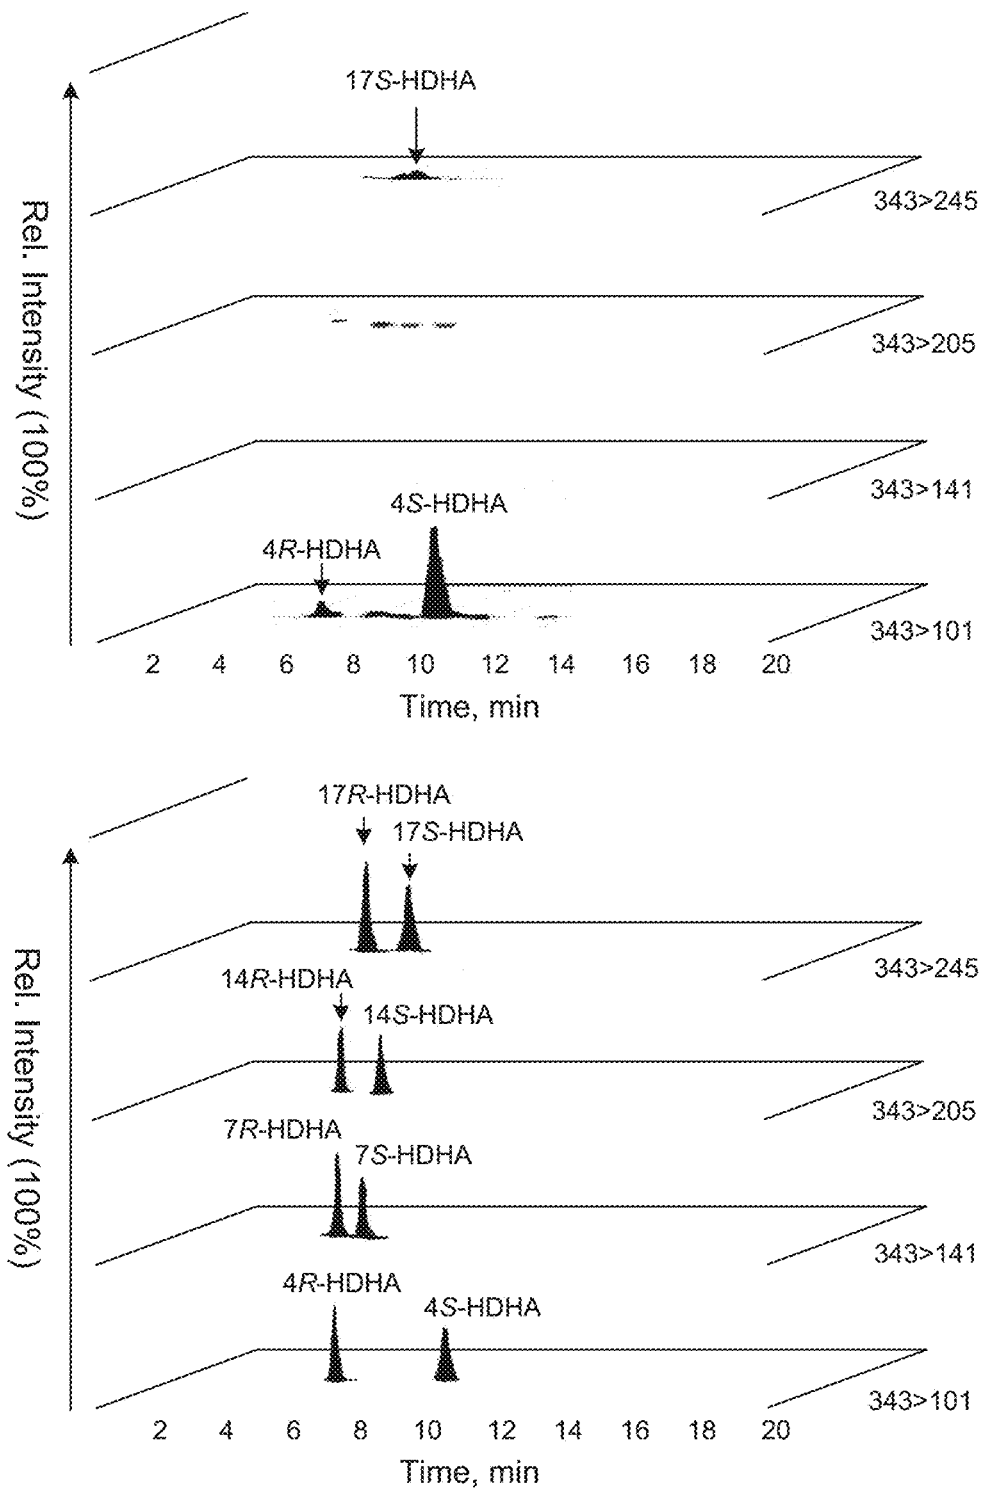 17S-HDHA
343>245
Rel. Intensity (100%)
343>205
343>141
4S-HDHA
4R-HDHA
343>101
2 4 6 8 10 12 14 16 18 20
Time, min
17R-HDHA
17S-HDHA
343>245
Rel. Intensity (100%)
14R-HDHA
14S-HDHA
343>205
7R-HDHA
7S-HDHA
343>141
4R-HDHA
4S-HDHA
343>101
2 4 6 8 10 12 14 16 18 20
Time, min